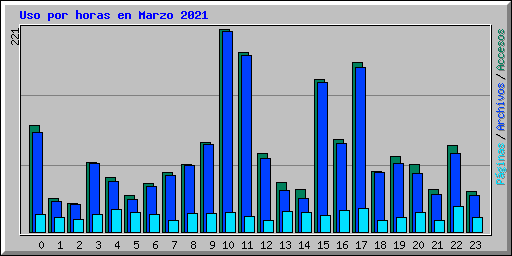 Uso por horas en Marzo 2021
221
Páginas / Archivos / Accesos
0 1 2 3 4 5 6 7 8 9 10 11 12 13 14 15 16 17 18 19 20 21 22 23